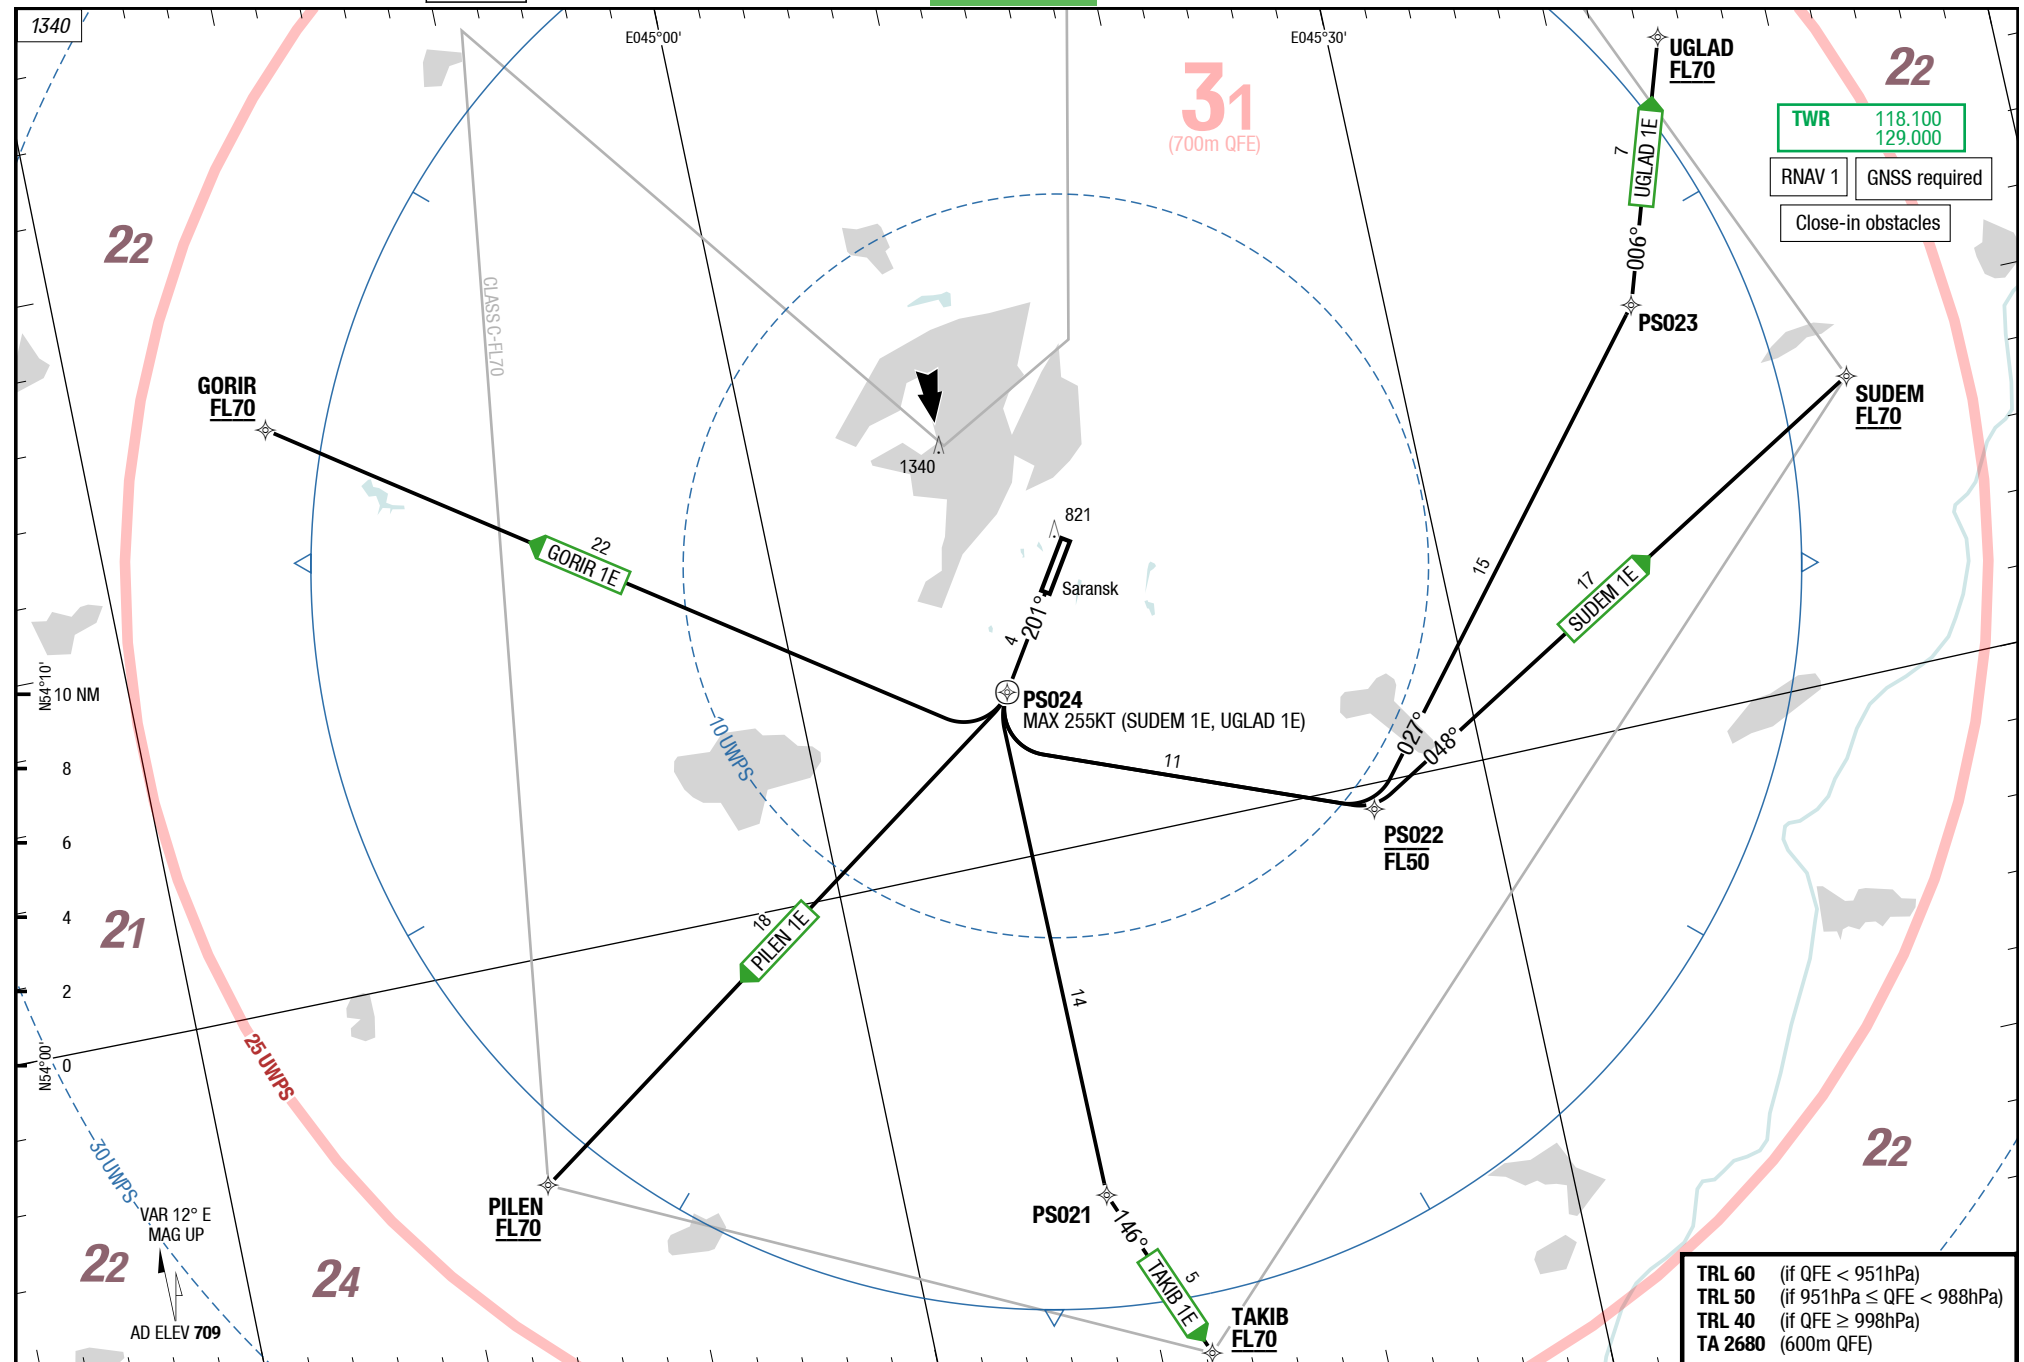 1340
E045°00'
E045°30'
UGLAD
FL70
22
31
(700m QFE)
TWR 118.100
129.000
RNAV 1
GNSS required
Close-in obstacles
7
UGLAD 1E
006°
22
PS023
CLASS C-FL70
GORIR
FL70
SUDEM
FL70
1340
821
Saransk
22
GORIR 1E
15
17
SUDEM 1E
201°
4
N54°10'
10 NM
PS024
MAX 255KT (SUDEM 1E, UGLAD 1E)
10 UWPS
11
027°
048°
8
6
4
2
0
PS022
FL50
18
PILEN 1E
21
14
N54°00'
25 UWPS
30 UWPS
22
PILEN
FL70
PS021
146°
VAR 12° E
MAG UP
22
24
5
TAKIB 1E
AD ELEV 709
TAKIB
FL70
TRL 60 (if QFE < 951hPa)
TRL 50 (if 951hPa ≤ QFE < 988hPa)
TRL 40 (if QFE ≥ 998hPa)
TA 2680 (600m QFE)